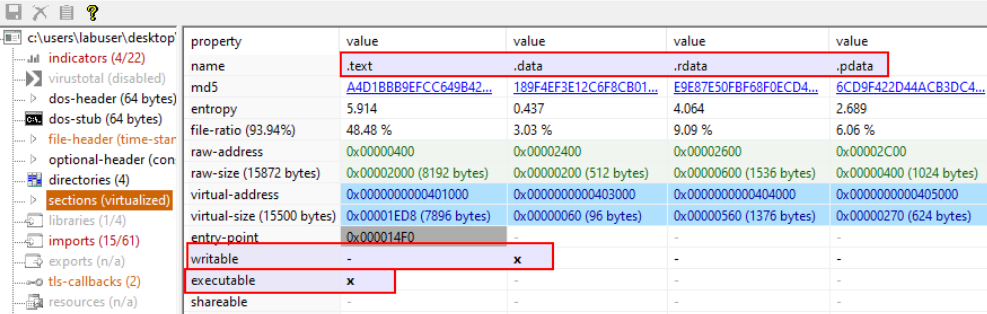 c:\users\labuser\desktop'
indicators (4/22)
virustotal (disabled)
dos-header (64 bytes)
dos-stub (64 bytes)
file-header (time-star
optional-header (con
directories (4)
sections (virtualized)
libraries (1/4)
imports (15/61)
exports (n/a)
tls-callbacks (2)
resources (n/a)
property value value value value
name .text .data .rdata .pdata
md5 A4D1BBB9EFCC649B42... 189F4EF3E12C6F8CB01... E9E87E50FBF68F0ECD4... 6CD9F422D44ACB3DC4...
entropy 5.914 0.437 4.064 2.689
file-ratio (93.94%) 48.48 % 3.03 % 9.09 % 6.06 %
raw-address 0x00000400 0x00002400 0x00002600 0x00002C00
raw-size (15872 bytes) 0x00002000 (8192 bytes) 0x00000200 (512 bytes) 0x00000600 (1536 bytes) 0x00000400 (1024 bytes)
virtual-address 0x0000000000401000 0x0000000000403000 0x0000000000404000 0x0000000000405000
virtual-size (15500 bytes) 0x00001ED8 (7896 bytes) 0x00000060 (96 bytes) 0x00000560 (1376 bytes) 0x00000270 (624 bytes)
entry-point 0x000014F0 - - -
writable - x - -
executable x - - -
shareable - - - -